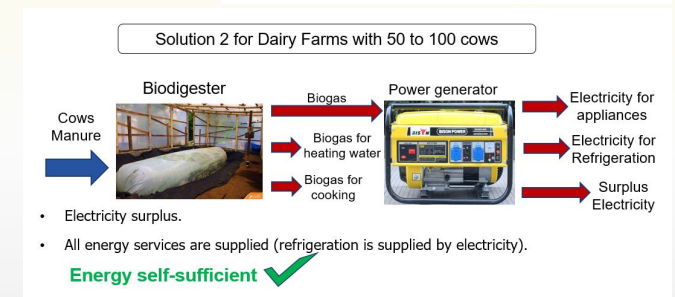 Solution 2 for Dairy Farms with 50 to 100 cows
Biodigester
Power generator
Cows
Manure
Biogas
Biogas for
heating water
Biogas for
cooking
Electricity for
appliances
Electricity for
Refrigeration
Surplus
Electricity
• Electricity surplus.
• All energy services are supplied (refrigeration is supplied by electricity).
Energy self-sufficient